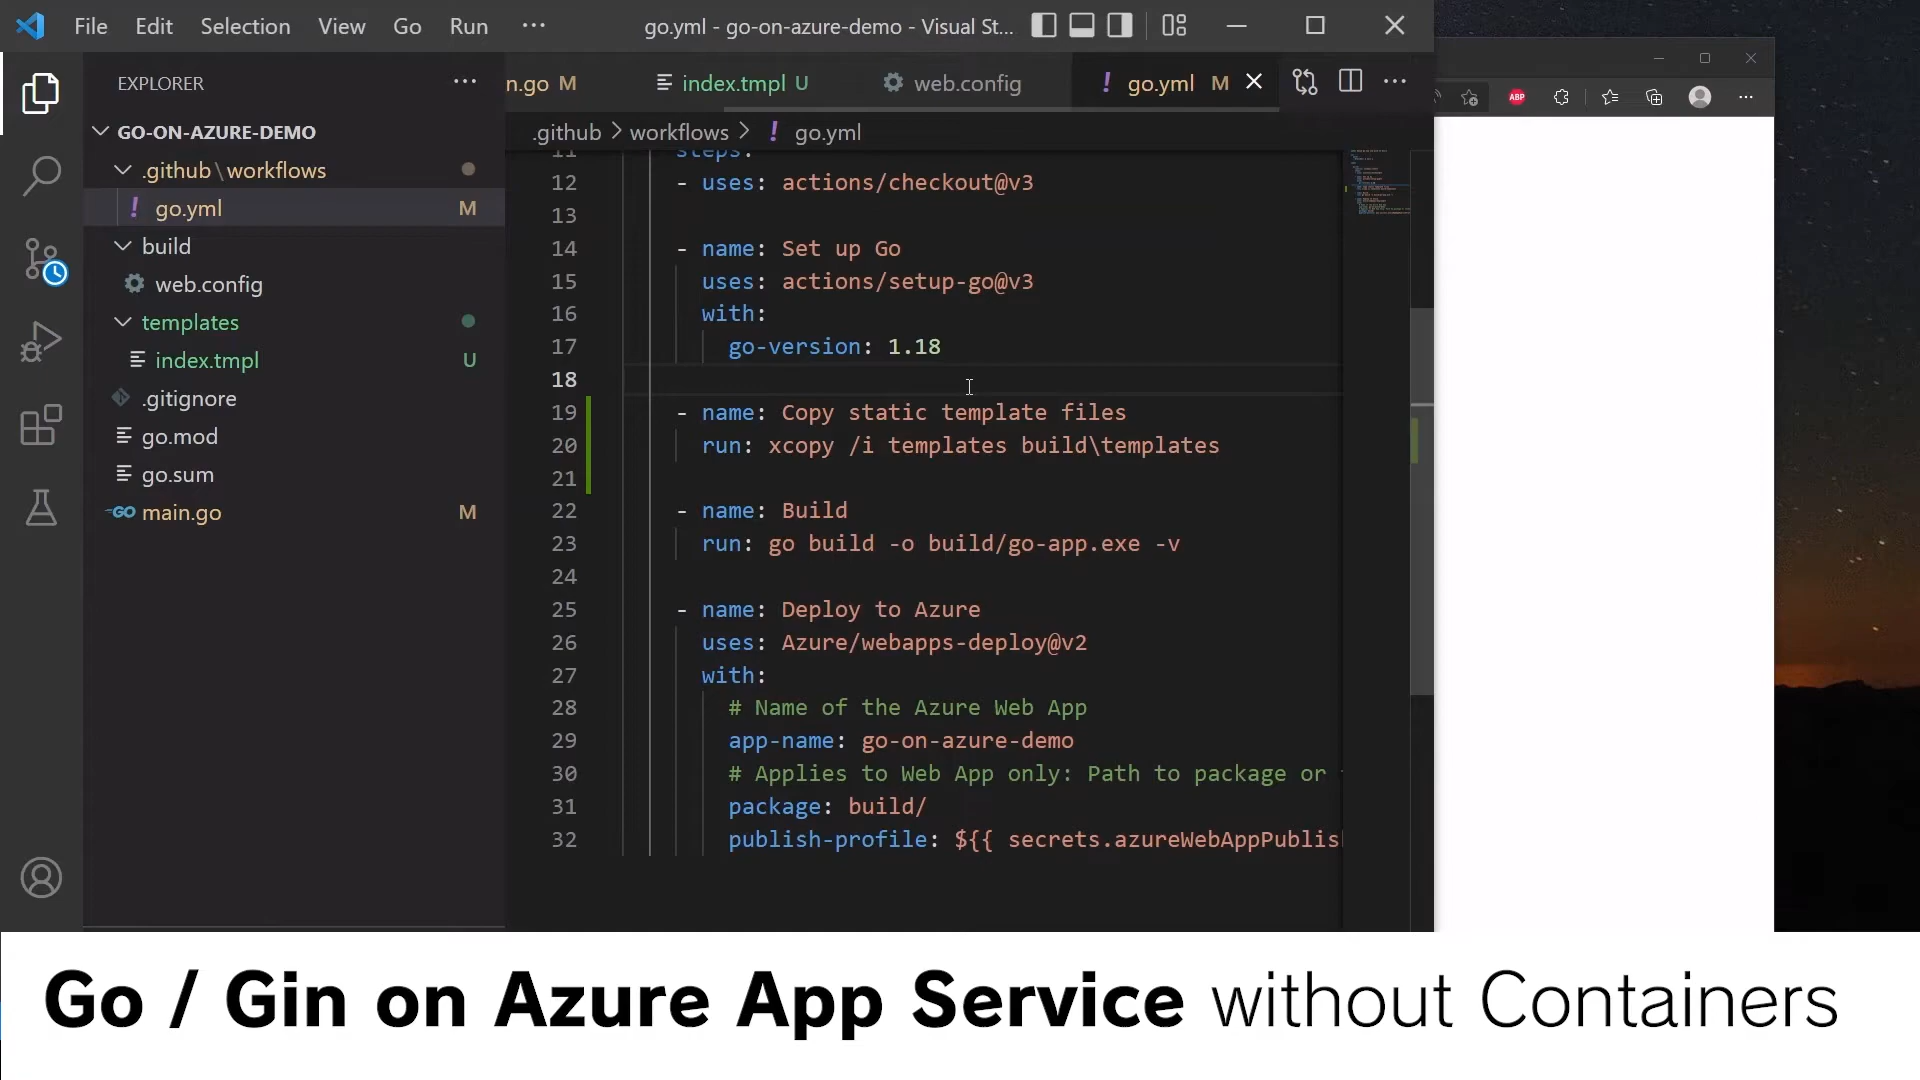 File Edit Selection View Go Run ··· go.yml - go-on-azure-demo - Visual St...
EXPLORER ···
n.go M index.tmpl U web.config ! go.yml M
ABP
GO-ON-AZURE-DEMO
.github\workflows
! go.yml M
build
web.config
templates
index.tmpl U
.gitignore
go.mod
go.sum
GO main.go M
.github > workflows > ! go.yml
11 steps:
12 - uses: actions/checkout@v3
13
14 - name: Set up Go
15 uses: actions/setup-go@v3
16 with:
17 go-version: 1.18
18
19 - name: Copy static template files
20 run: xcopy /i templates build\templates
21
22 - name: Build
23 run: go build -o build/go-app.exe -v
24
25 - name: Deploy to Azure
26 uses: Azure/webapps-deploy@v2
27 with:
28 # Name of the Azure Web App
29 app-name: go-on-azure-demo
30 # Applies to Web App only: Path to package or
31 package: build/
32 publish-profile: ${{ secrets.azureWebAppPublis
Go / Gin on Azure App Service without Containers